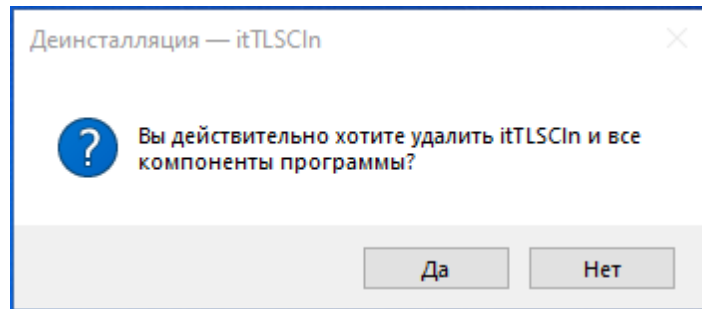 Деинсталляция — itTLSCIn
Вы действительно хотите удалить itTLSCIn и все
компоненты программы?
Да
Нет